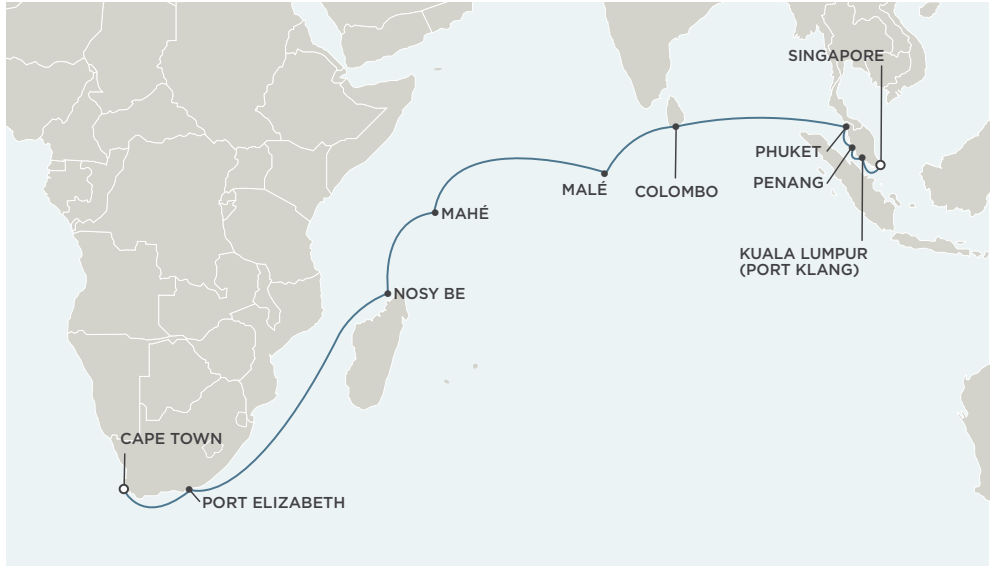 SINGAPORE
PHUKET
PENANG
MALÉ
COLOMBO
MAHÉ
KUALA LUMPUR
(PORT KLANG)
NOSY BE
CAPE TOWN
PORT ELIZABETH